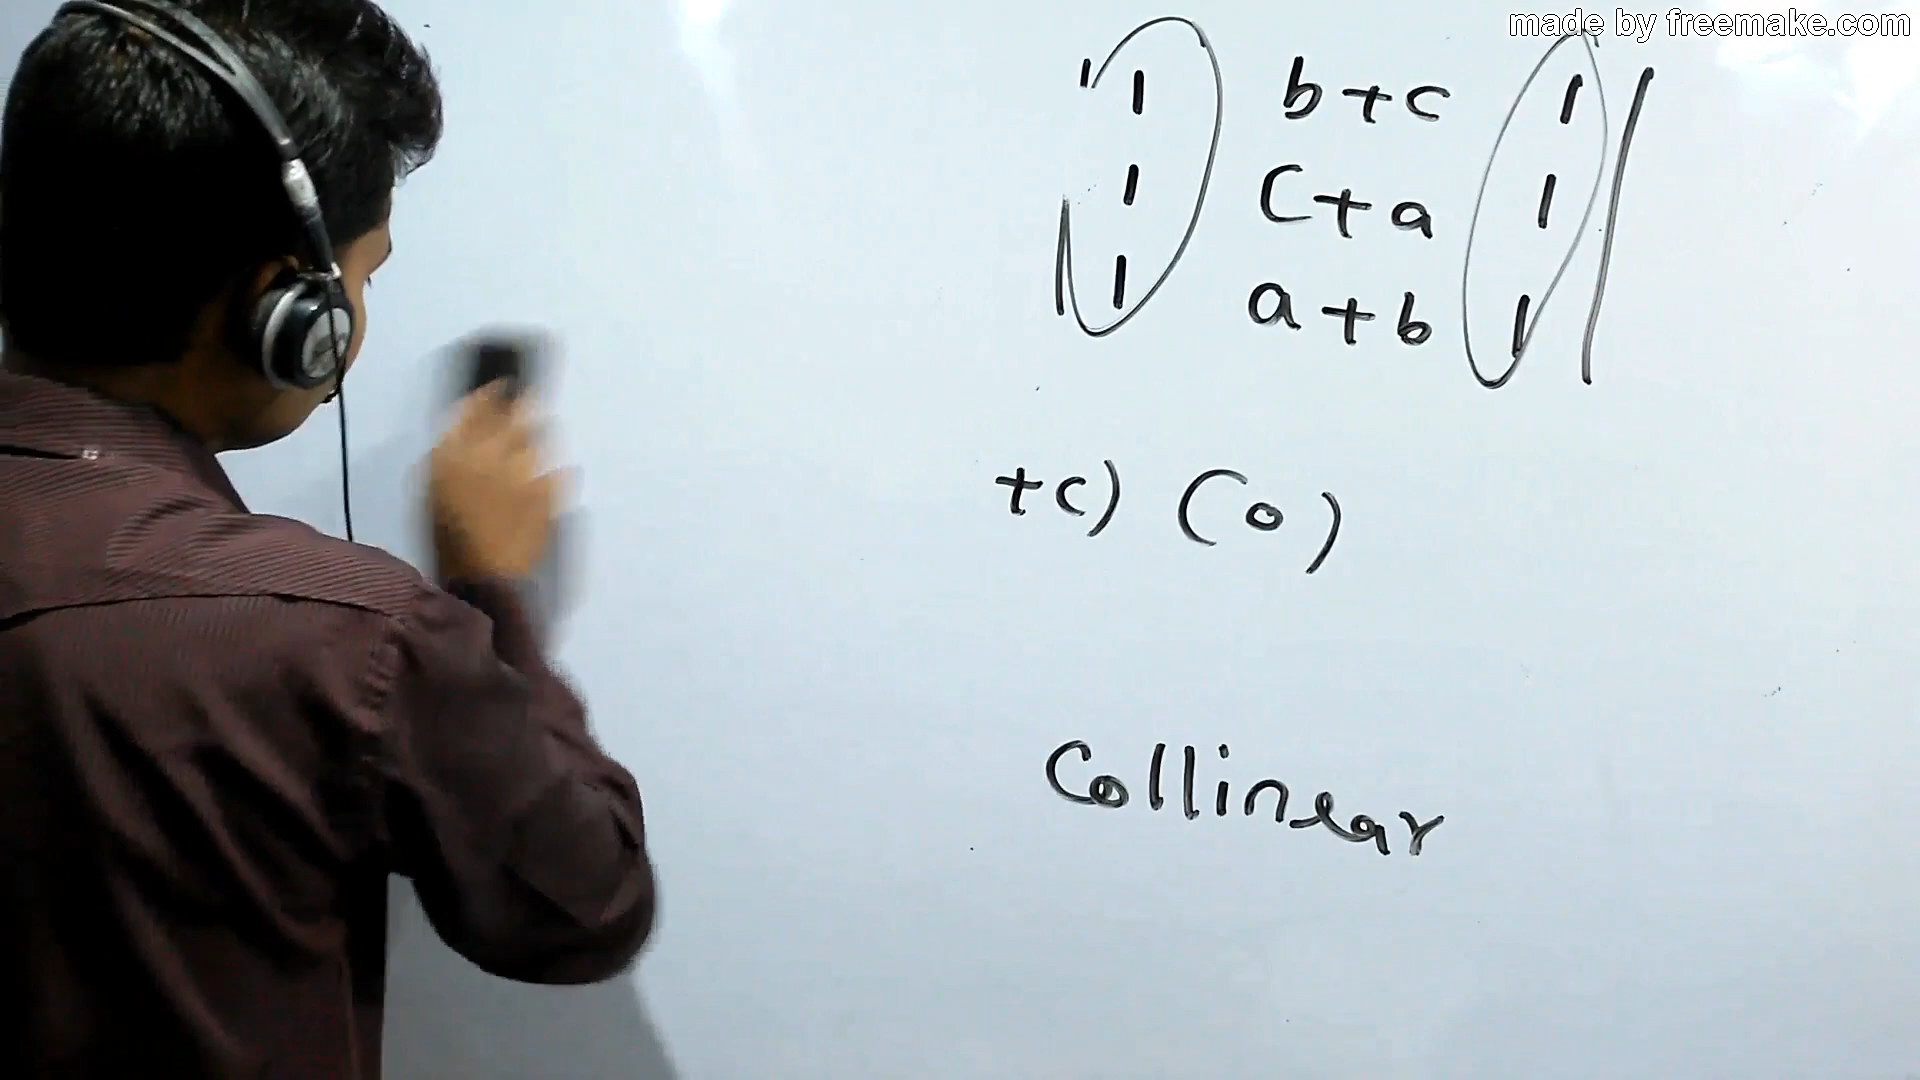 made by freemake.com
1 b+c 1
1 c+a 1
1 a+b 1
+c) (0)
Collinear